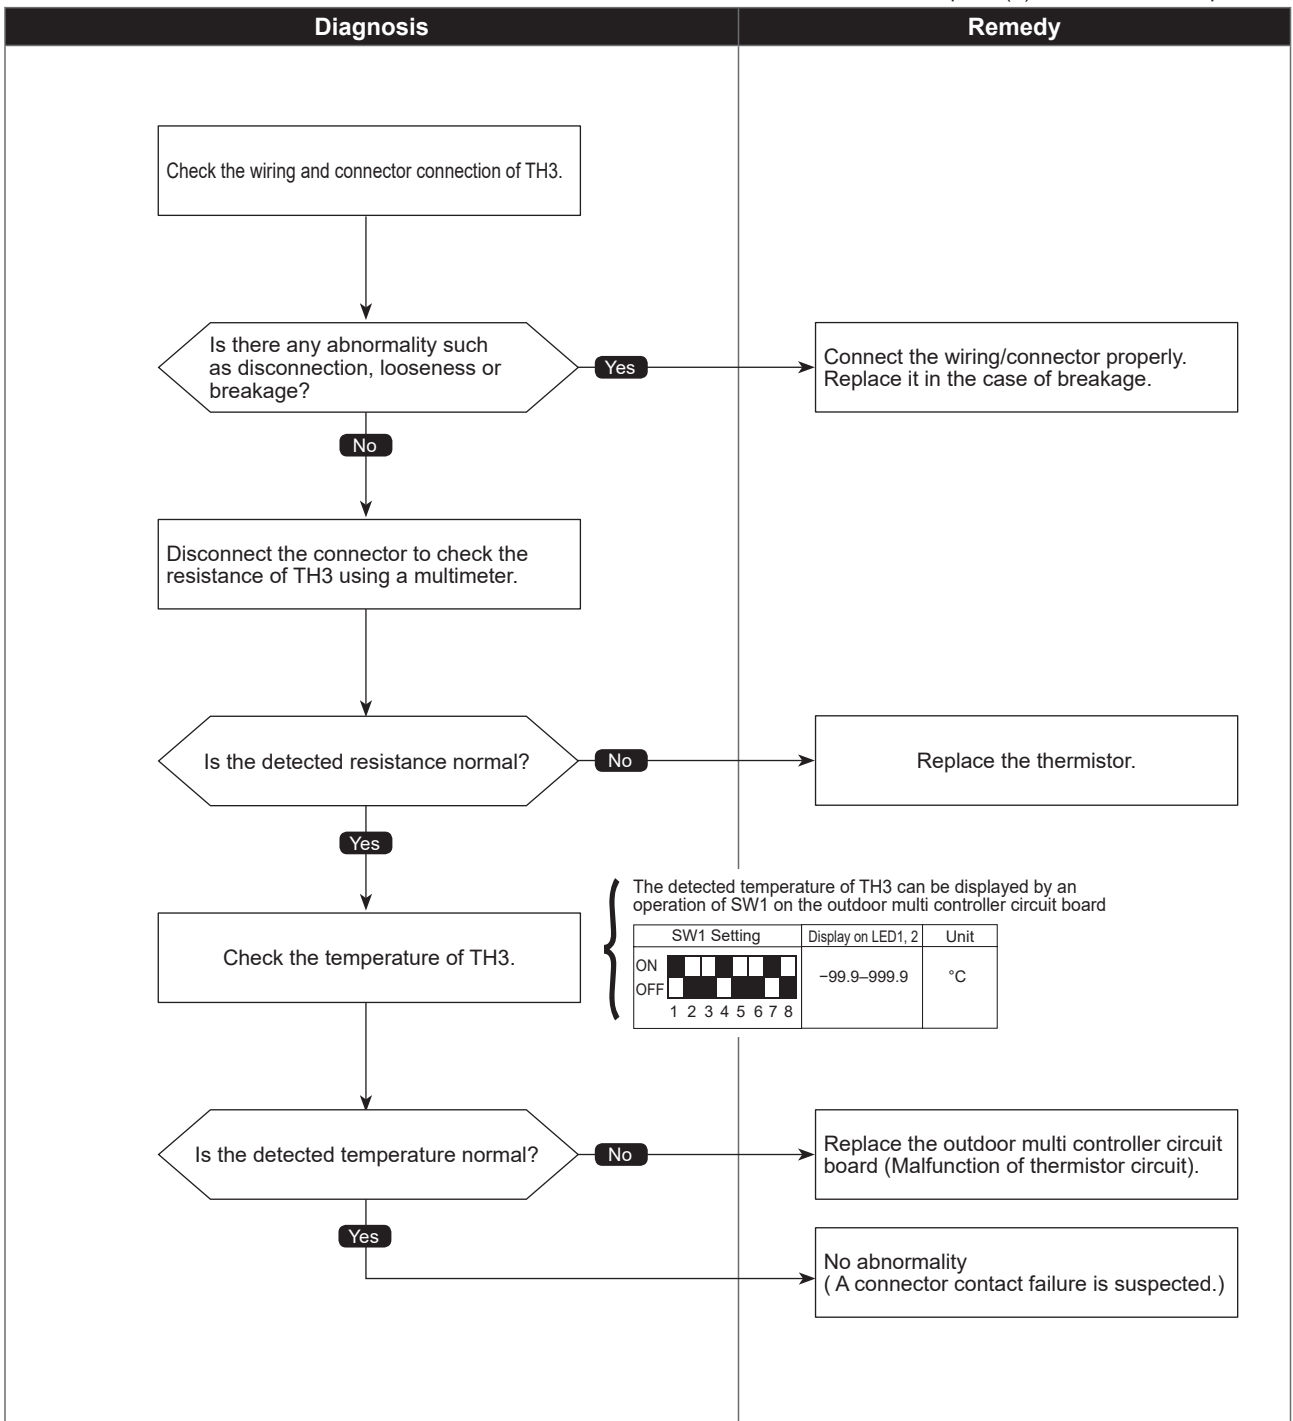 Diagnosis
Remedy
Check the wiring and connector connection of TH3.
Is there any abnormality such
as disconnection, looseness or
breakage?
Yes
Connect the wiring/connector properly.
Replace it in the case of breakage.
No
Disconnect the connector to check the
resistance of TH3 using a multimeter.
Is the detected resistance normal?
No
Replace the thermistor.
Yes
Check the temperature of TH3.
The detected temperature of TH3 can be displayed by an
operation of SW1 on the outdoor multi controller circuit board
SW1 Setting
Display on LED1, 2
Unit
ON
OFF
1 2 3 4 5 6 7 8
−99.9–999.9
°C
Is the detected temperature normal?
No
Replace the outdoor multi controller circuit
board (Malfunction of thermistor circuit).
Yes
No abnormality
( A connector contact failure is suspected.)